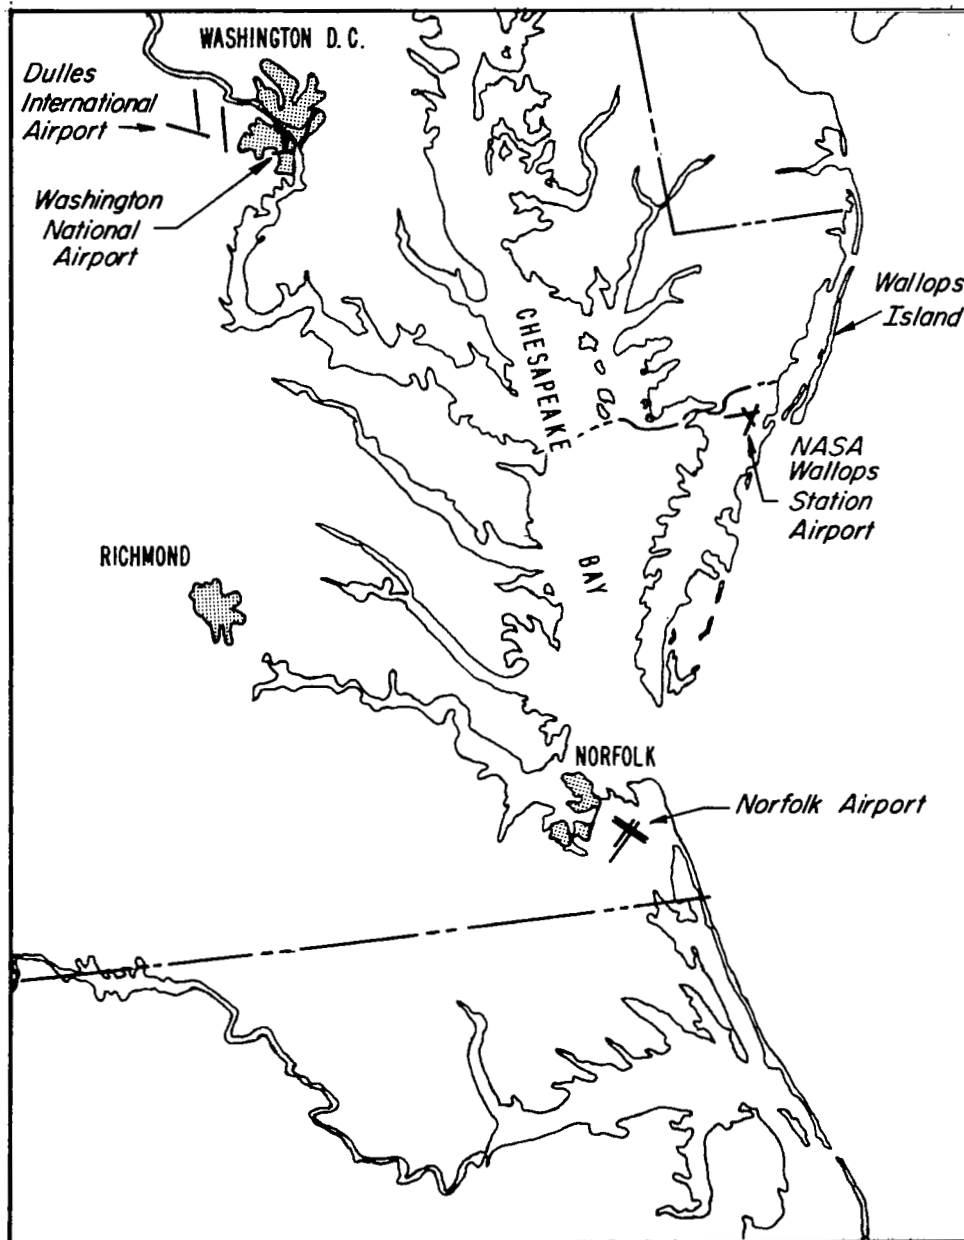 WASHINGTON D.C.
Dulles
International
Airport
Washington
National
Airport
Wallops
Island
CHESAPEAKE
BAY
NASA
Wallops
Station
Airport
RICHMOND
NORFOLK
Norfolk Airport